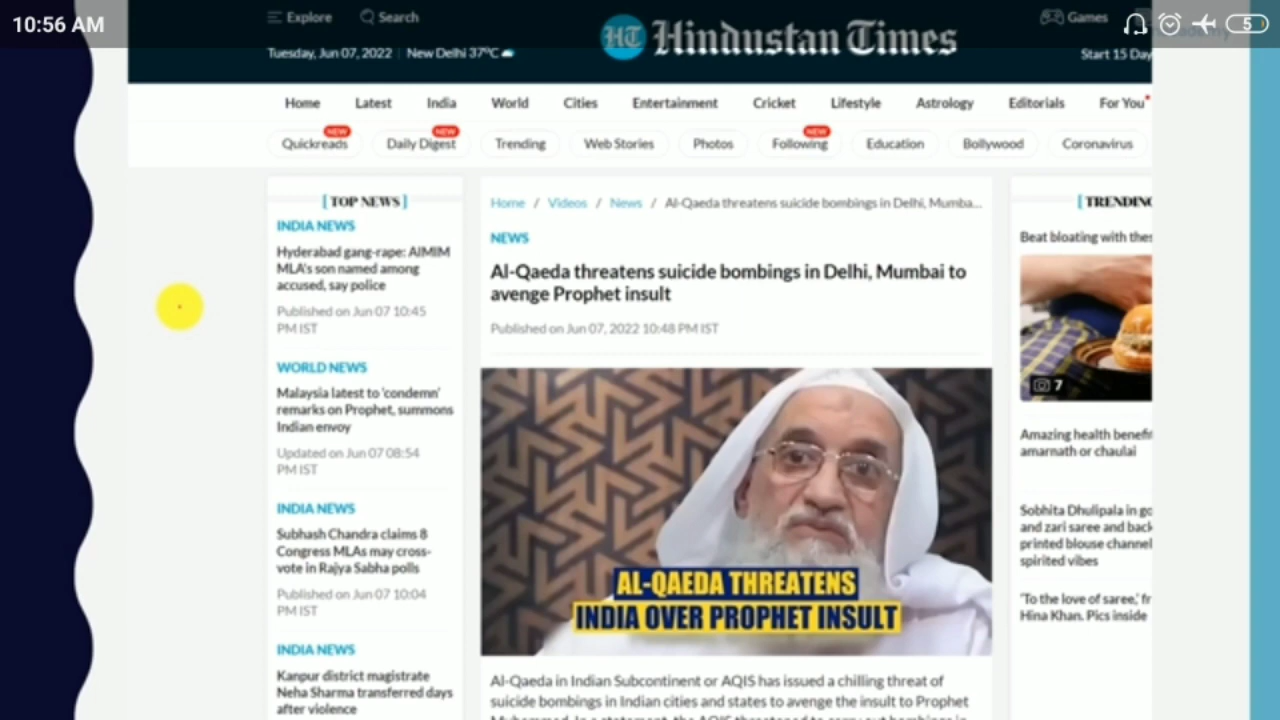 10:56 AM
5
Explore
Search
Games
HT Hindustan Times
Tuesday, Jun 07, 2022 | New Delhi 37°C
Start 15 Day
Home Latest India World Cities Entertainment Cricket Lifestyle Astrology Editorials For You
NEW NEW NEW
Quickreads Daily Digest Trending Web Stories Photos Following Education Bollywood Coronavirus
[ TOP NEWS ]
INDIA NEWS
Hyderabad gang-rape: AIMIM
MLA's son named among
accused, say police
Published on Jun 07 10:45
PM IST
WORLD NEWS
Malaysia latest to 'condemn'
remarks on Prophet, summons
Indian envoy
Updated on Jun 07 08:54
PM IST
INDIA NEWS
Subhash Chandra claims 8
Congress MLAs may cross-
vote in Rajya Sabha polls
Published on Jun 07 10:04
PM IST
INDIA NEWS
Kanpur district magistrate
Neha Sharma transferred days
after violence
Home / Videos / News / Al-Qaeda threatens suicide bombings in Delhi, Mumba...
NEWS
Al-Qaeda threatens suicide bombings in Delhi, Mumbai to
avenge Prophet insult
Published on Jun 07, 2022 10:48 PM IST
AL-QAEDA THREATENS
INDIA OVER PROPHET INSULT
Al-Qaeda in Indian Subcontinent or AQIS has issued a chilling threat of
suicide bombings in Indian cities and states to avenge the insult to Prophet
[ TRENDING
Beat bloating with thes
7
Amazing health benefit
amarnath or chaulai
Sobhita Dhulipala in go
and zari saree and back
printed blouse channel
spirited vibes
'To the love of saree,' fr
Hina Khan. Pics inside